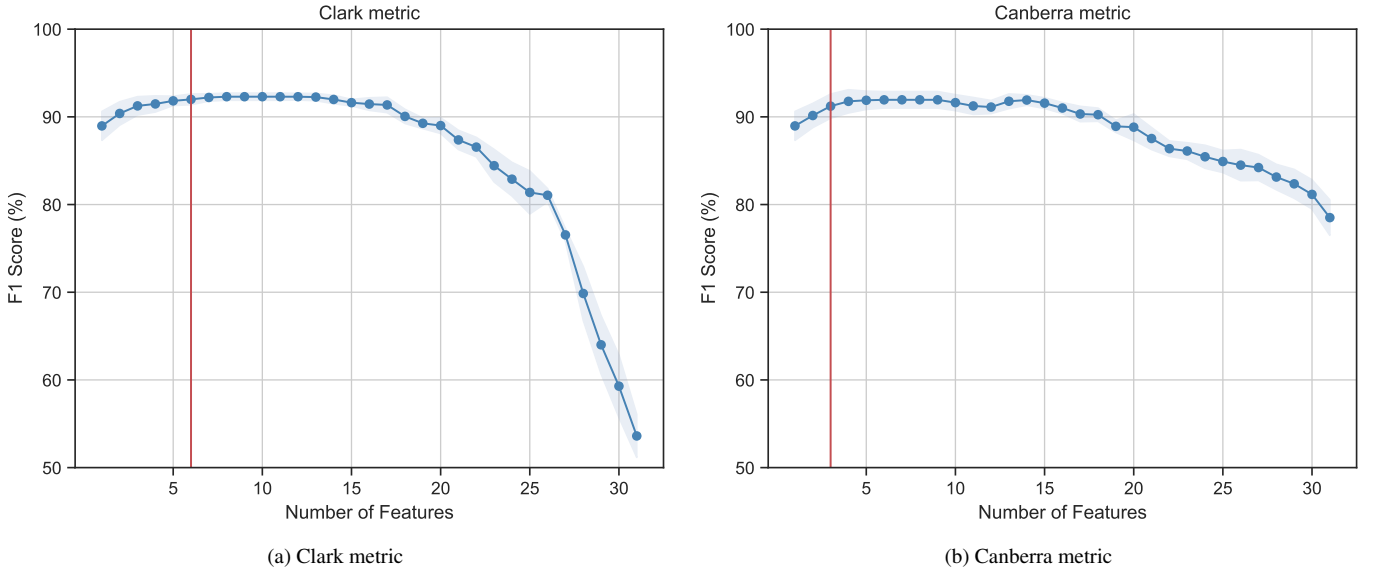 Clark metric
100
90
80
70
60
50
F1 Score (%)
5 10 15 20 25 30
Number of Features
(a) Clark metric
Canberra metric
100
90
80
70
60
50
F1 Score (%)
5 10 15 20 25 30
Number of Features
(b) Canberra metric